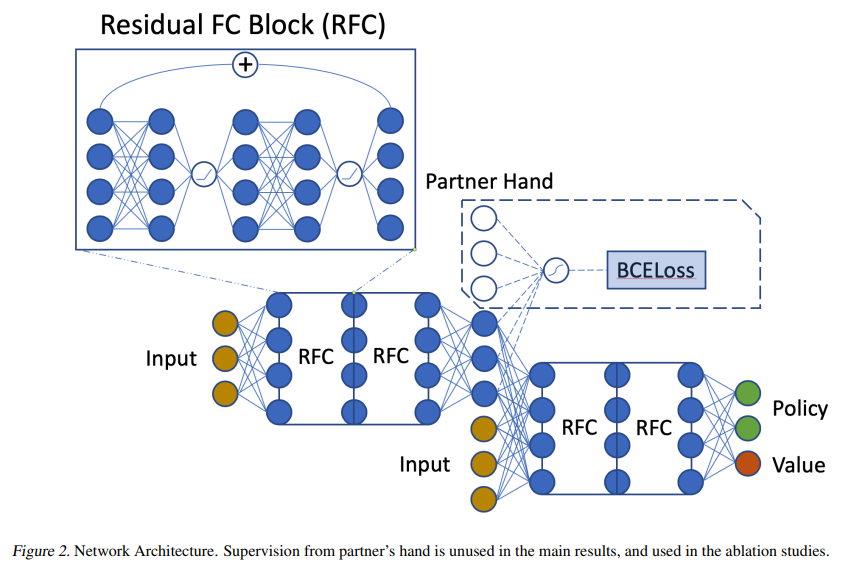 Residual FC Block (RFC)
Partner Hand
BCELoss
Input
RFC
RFC
Input
RFC
RFC
Policy
Value
Figure 2. Network Architecture. Supervision from partner's hand is unused in the main results, and used in the ablation studies.